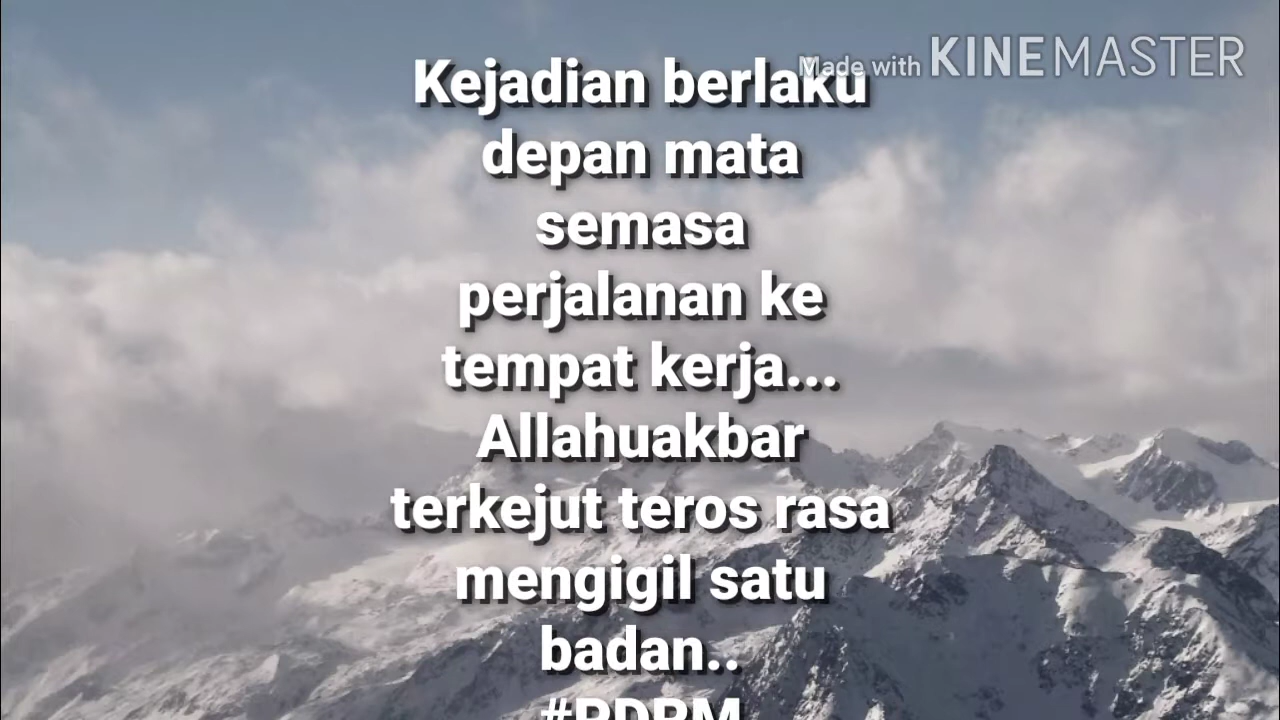 Made with KINEMASTER
Kejadian berlaku
depan mata
semasa
perjalanan ke
tempat kerja...
Allahuakbar
terkejut teros rasa
mengigil satu
badan..
#PDRM